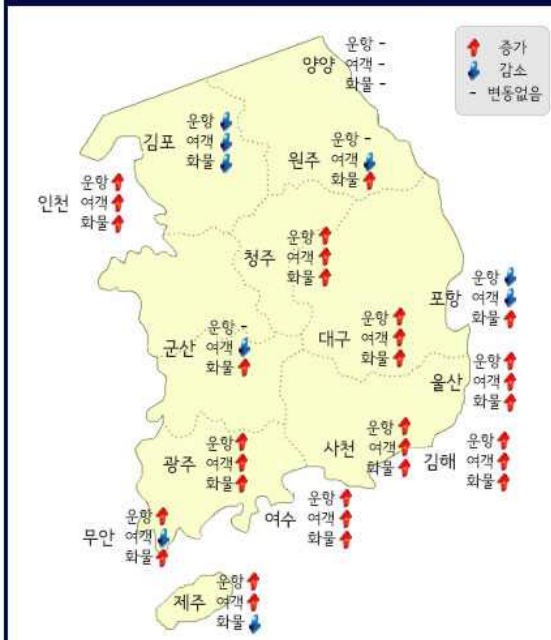 증가
감소
- 변동없음
양양
운항 -
여객 -
화물 -
김포
운항
여객
화물
원주
운항 -
여객
화물
인천
운항
여객
화물
청주
운항
여객
화물
포항
운항
여객
화물
군산
운항 -
여객
화물
대구
운항
여객
화물
울산
운항
여객
화물
광주
운항
여객
화물
사천
운항
여객
화물
김해
운항
여객
화물
여수
운항
여객
화물
무안
운항
여객
화물
제주
운항
여객
화물